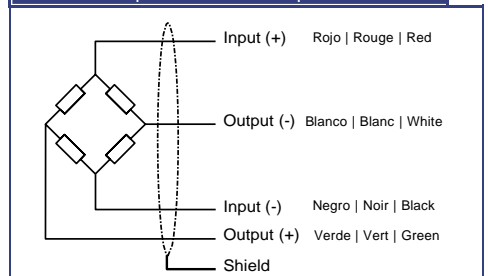 Input (+) Rojo | Rouge | Red
Output (-) Blanco | Blanc | White
Input (-) Negro | Noir | Black
Output (+) Verde | Vert | Green
Shield